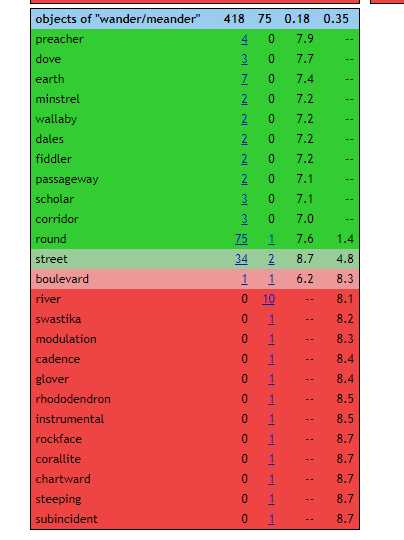 objects of "wander/meander" 418 75 0.18 0.35
preacher 4 0 7.9 --
dove 3 0 7.7 --
earth 7 0 7.4 --
minstrel 2 0 7.2 --
wallaby 2 0 7.2 --
dales 2 0 7.2 --
fiddler 2 0 7.2 --
passageway 2 0 7.1 --
scholar 3 0 7.1 --
corridor 3 0 7.0 --
round 75 1 7.6 1.4
street 34 2 8.7 4.8
boulevard 1 1 6.2 8.3
river 0 10 -- 8.1
swastika 0 1 -- 8.2
modulation 0 1 -- 8.3
cadence 0 1 -- 8.4
glover 0 1 -- 8.4
rhododendron 0 1 -- 8.5
instrumental 0 1 -- 8.5
rockface 0 1 -- 8.7
corallite 0 1 -- 8.7
chartward 0 1 -- 8.7
steeping 0 1 -- 8.7
subincident 0 1 -- 8.7